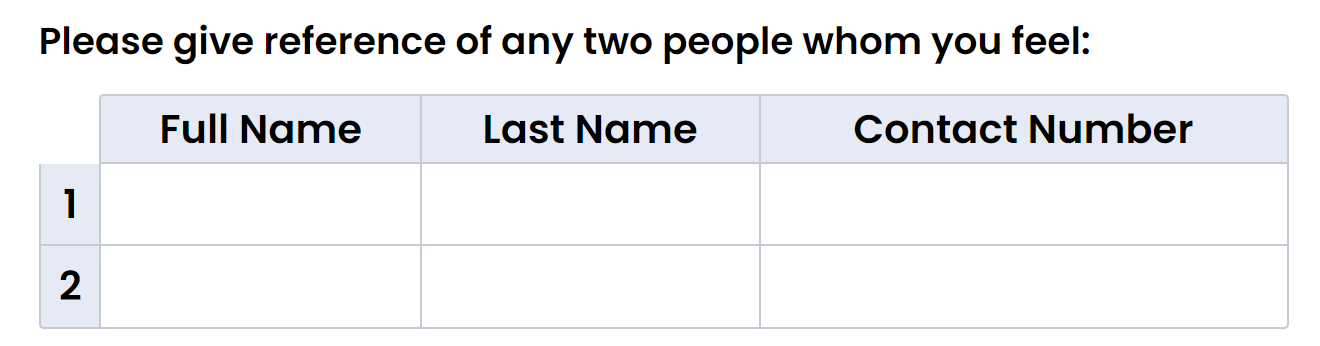 Please give reference of any two people whom you feel:
Full Name Last Name Contact Number
1
2